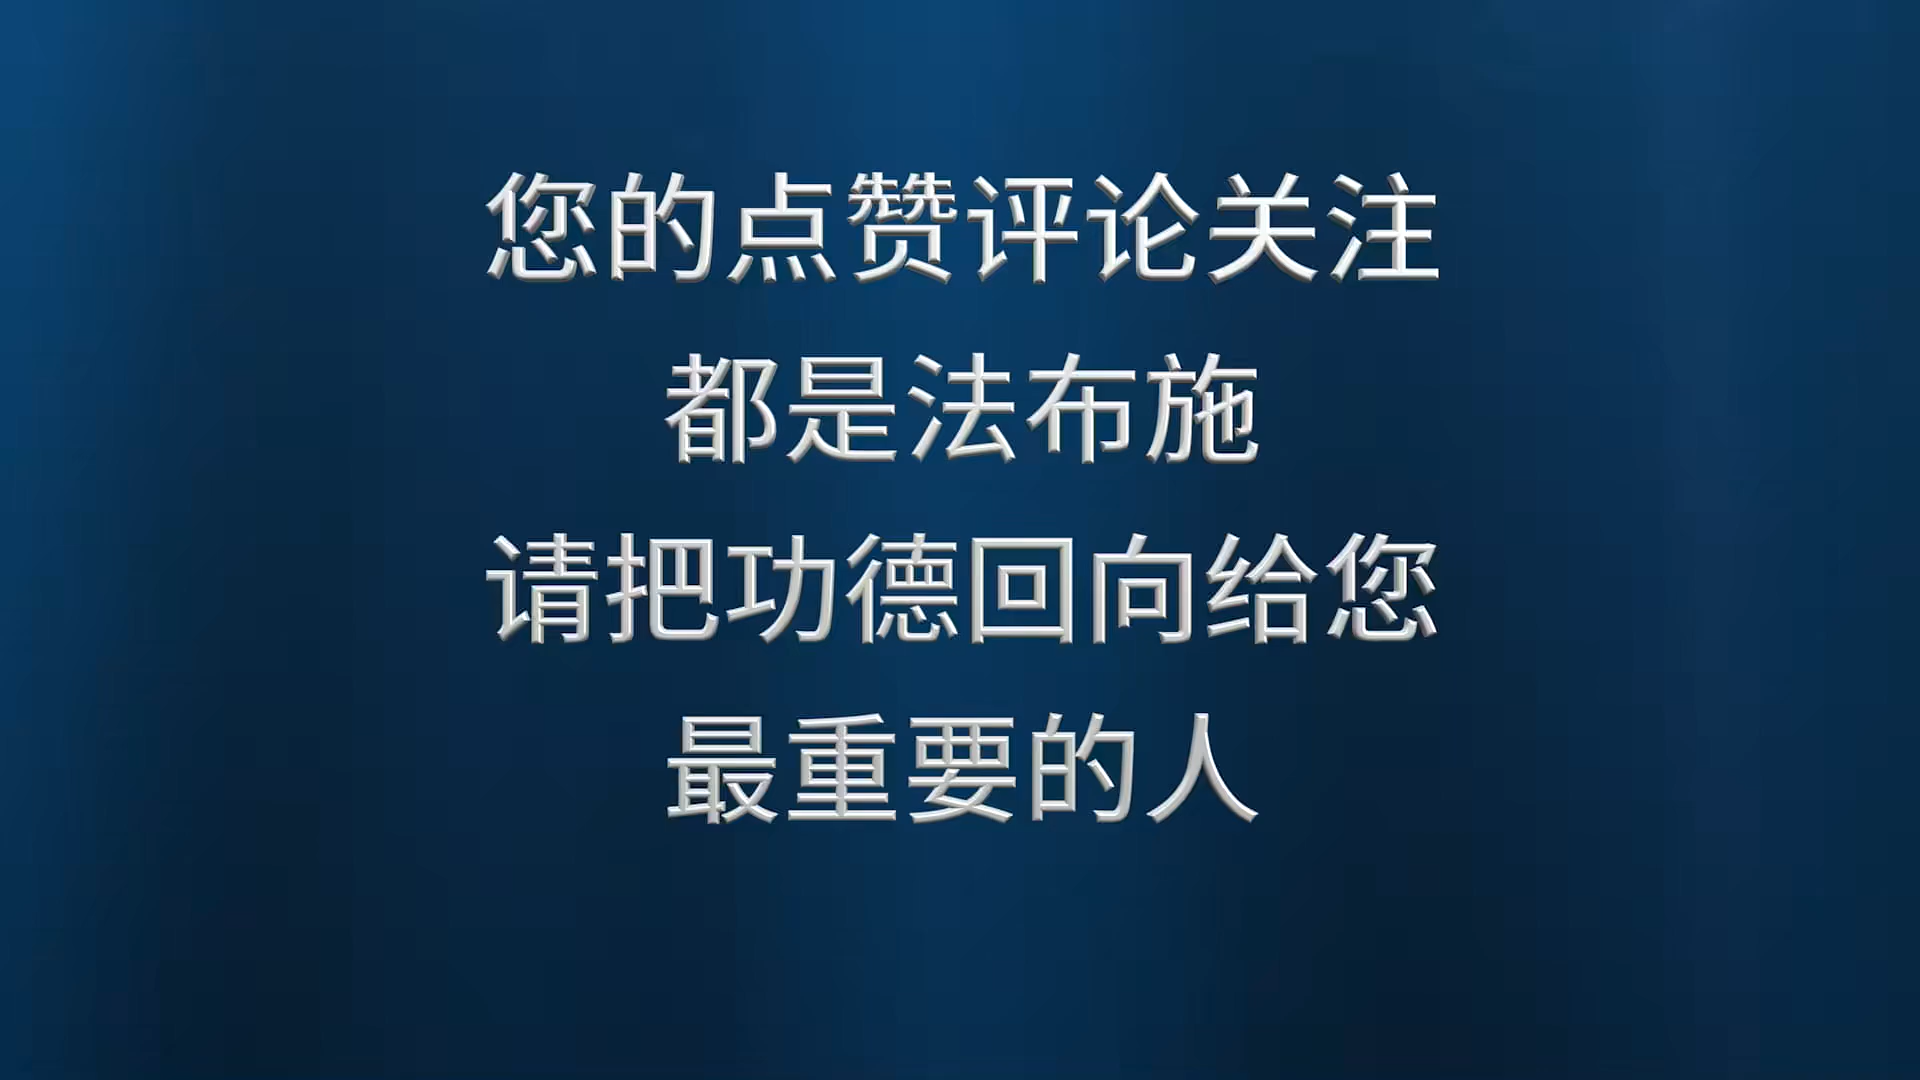 您的点赞评论关注
都是法布施
请把功德回向给您
最重要的人